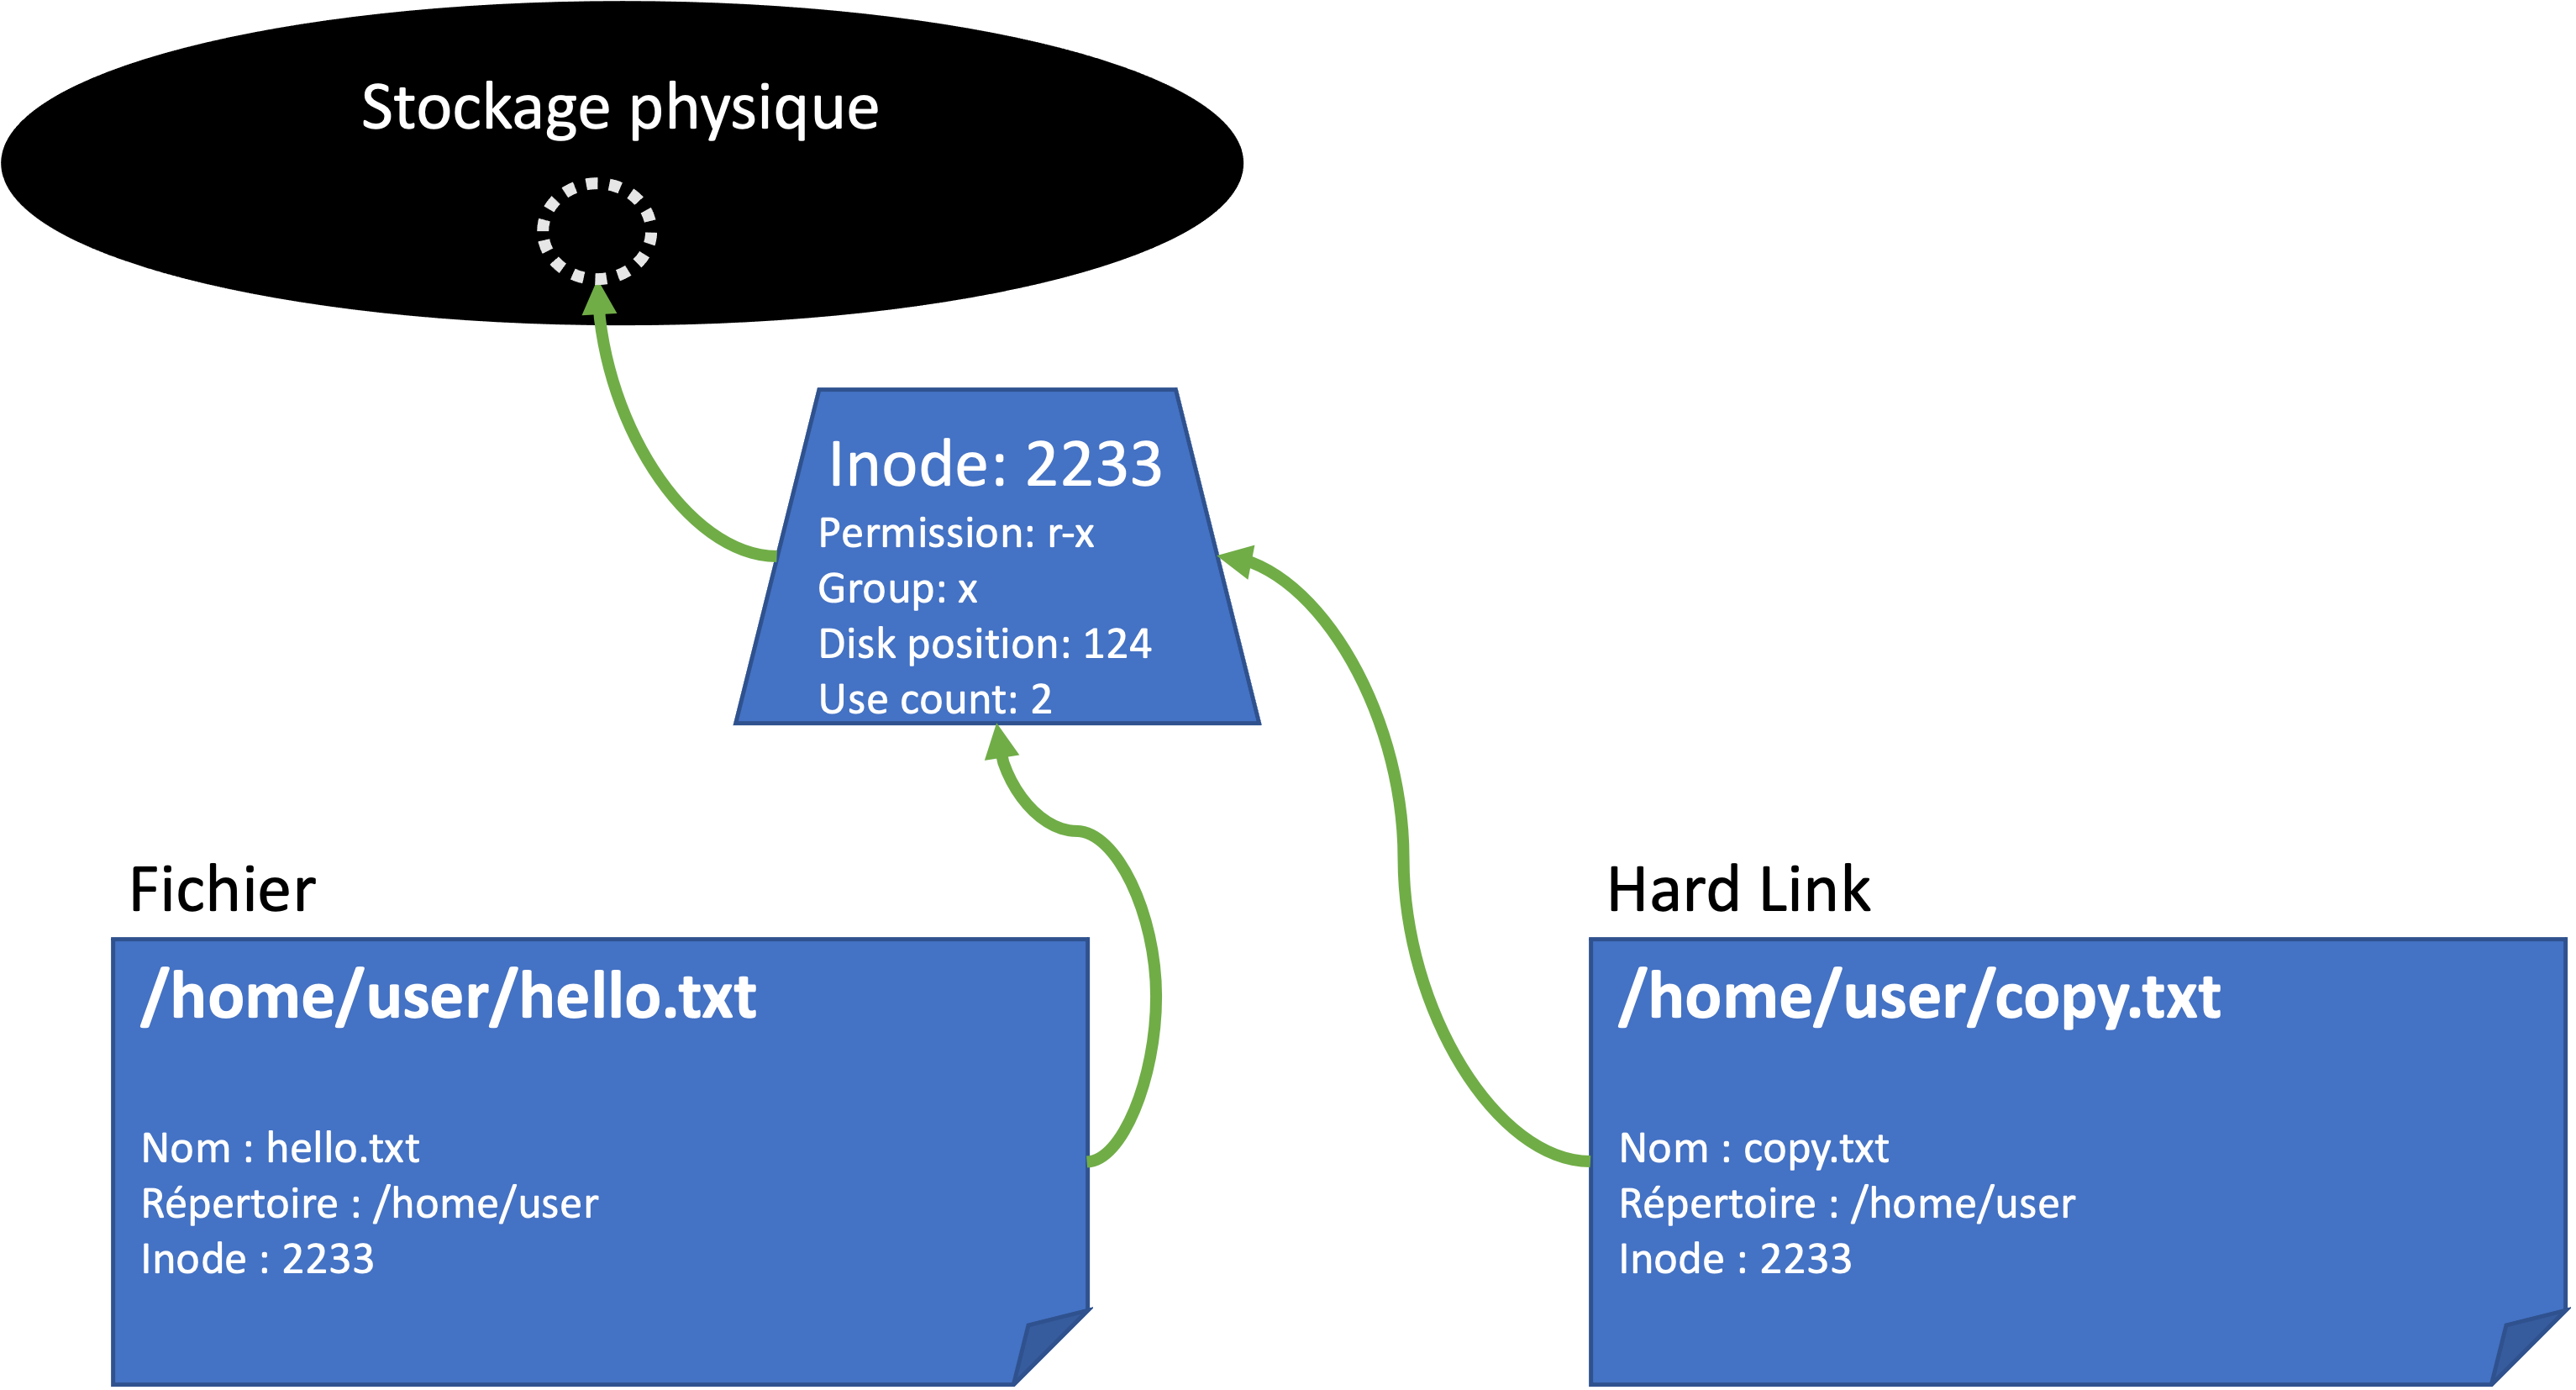 Stockage physique
Inode: 2233
Permission: r-x
Group: x
Disk position: 124
Use count: 2
Fichier
/home/user/hello.txt
Nom : hello.txt
Répertoire : /home/user
Inode : 2233
Hard Link
/home/user/copy.txt
Nom : copy.txt
Répertoire : /home/user
Inode : 2233